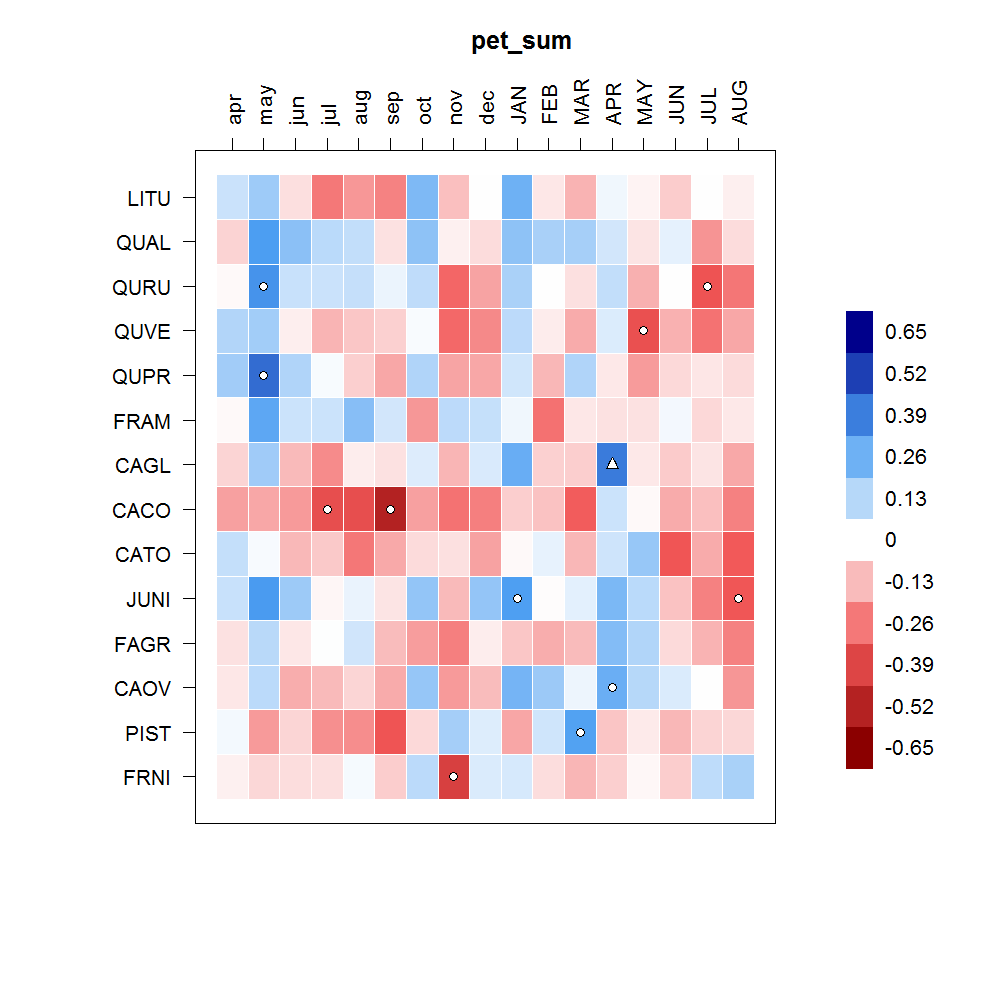 pet_sum
apr may jun jul aug sep oct nov dec JAN FEB MAR APR MAY JUN JUL AUG
LITU
QUAL
QURU
QUVE
QUPR
FRAM
CAGL
CACO
CATO
JUNI
FAGR
CAOV
PIST
FRNI
0.65
0.52
0.39
0.26
0.13
0
-0.13
-0.26
-0.39
-0.52
-0.65